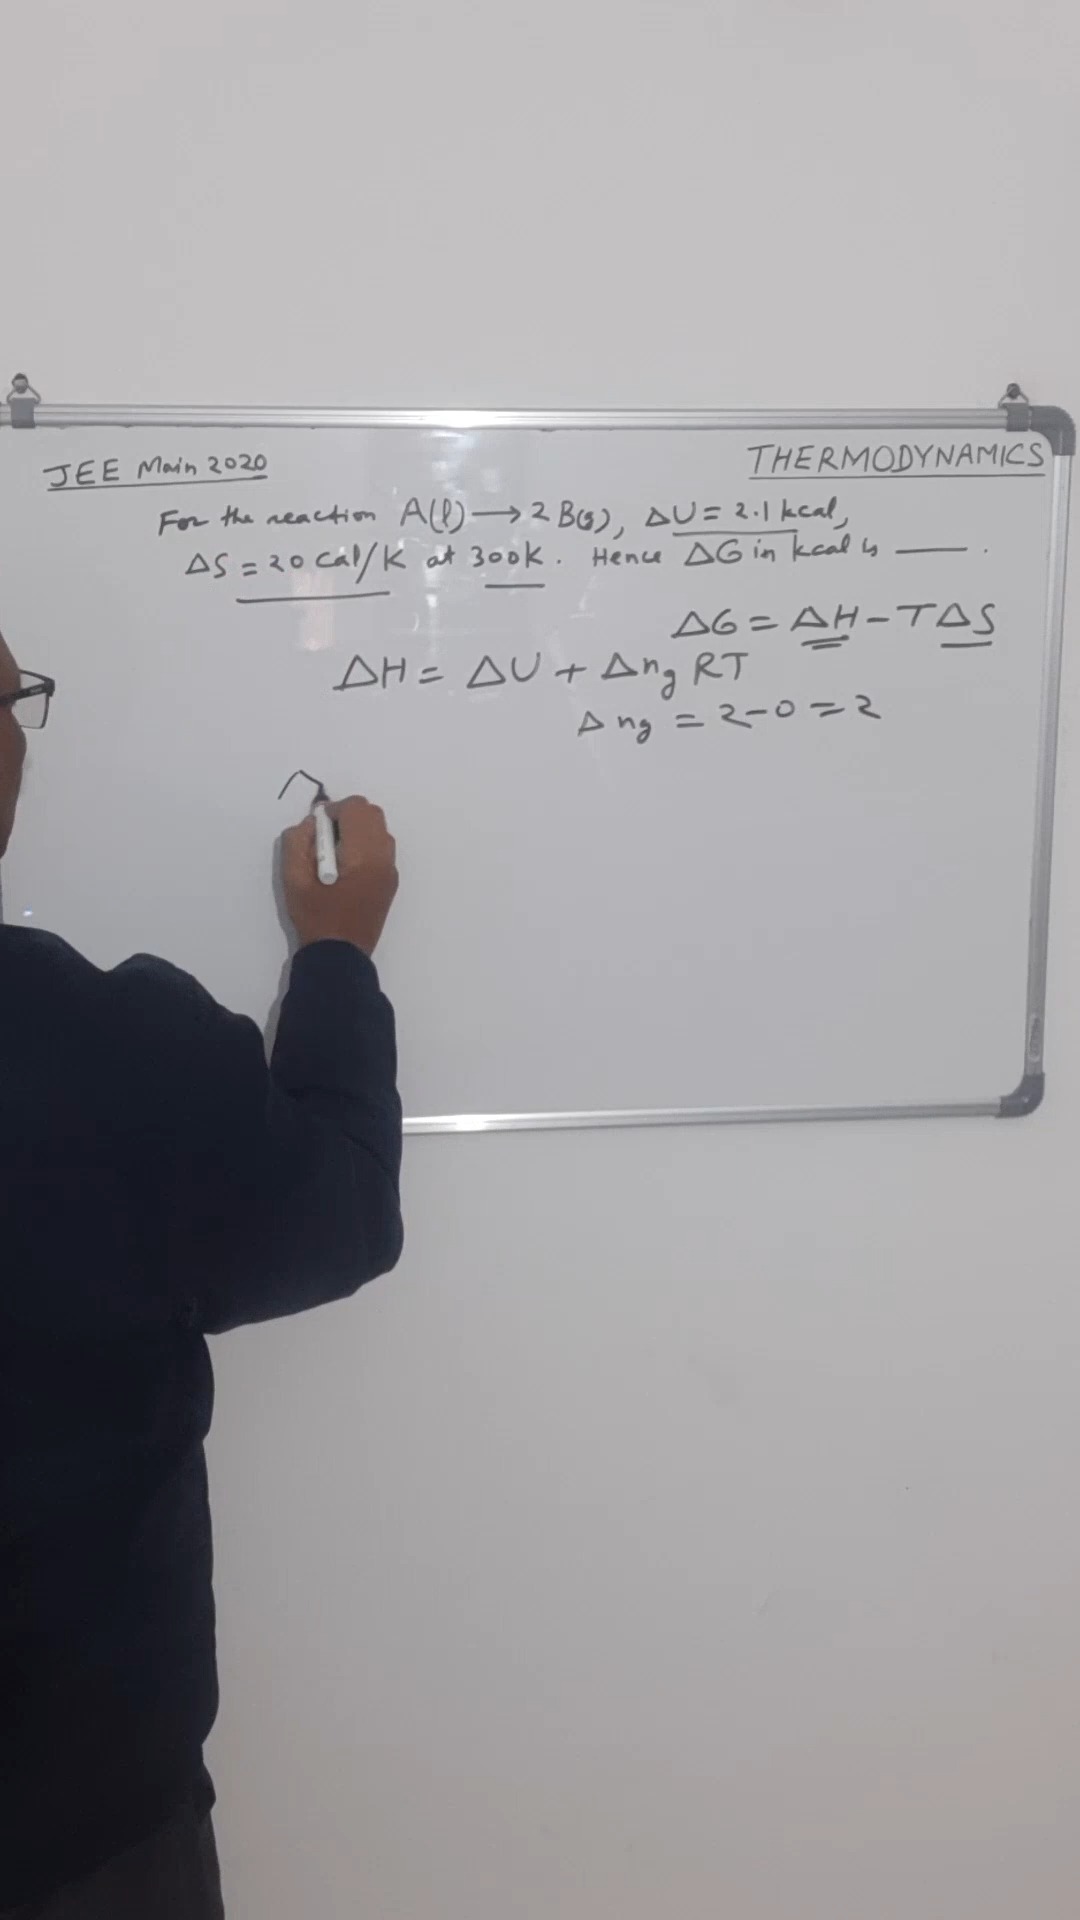 JEE Main 2020
THERMODYNAMICS
For the reaction A(l) → 2 B(g), ΔU = 2.1 kcal,
ΔS = 20 cal/K at 300K. Hence ΔG in kcal is ___.
ΔG = ΔH - TΔS
ΔH = ΔU + Δng RT
Δng = 2-0 = 2